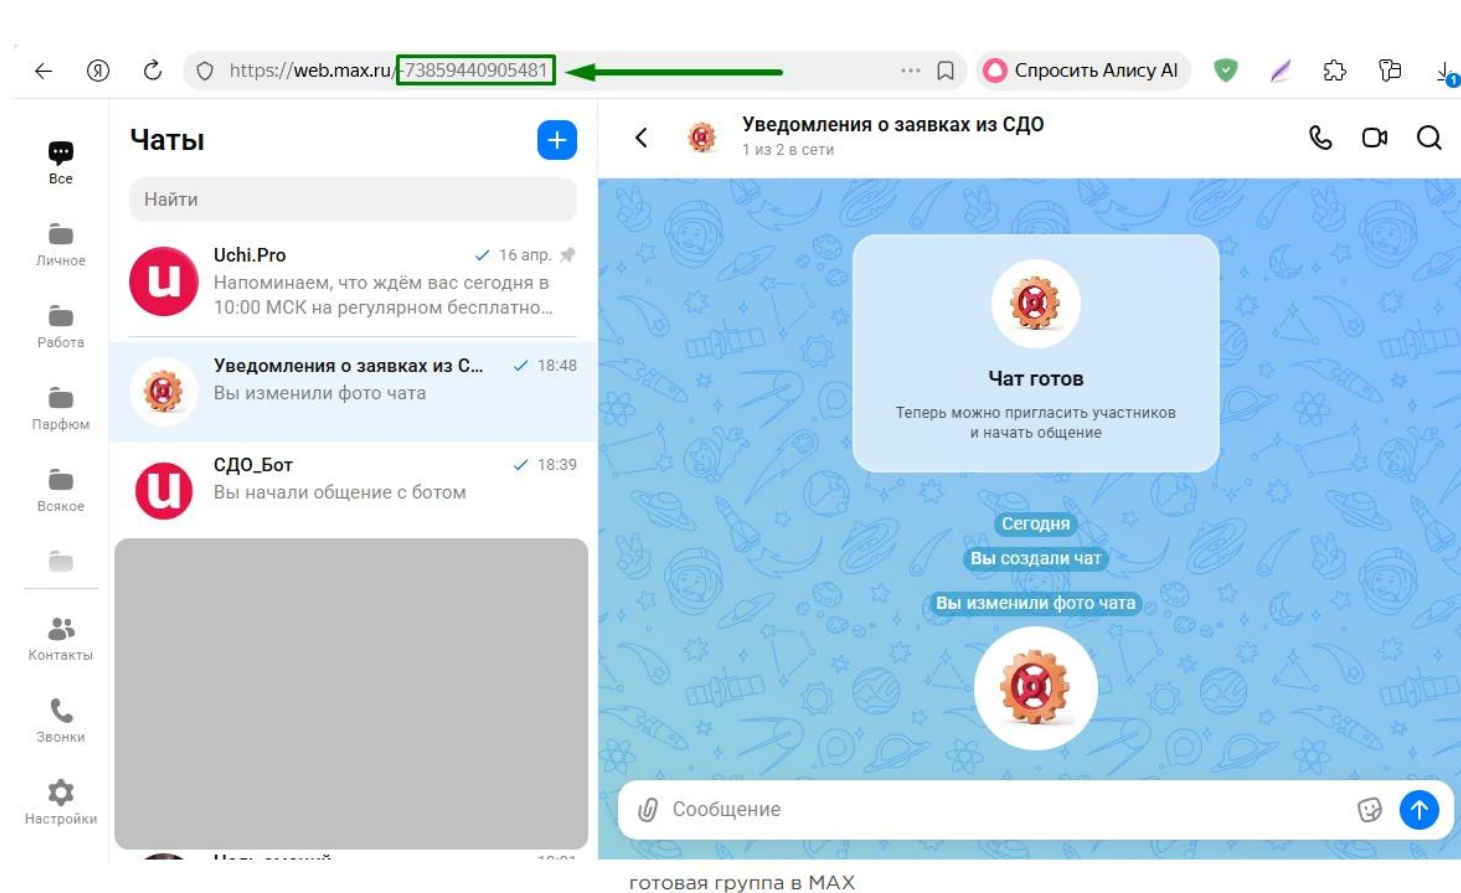 https://web.max.ru/-73859440905481
Спросить Алису AI
1
Все
Личное
Работа
Парфюм
Всякое
Контакты
Звонки
Настройки
Чаты
Найти
Uchi.Pro
16 апр.
Напоминаем, что ждём вас сегодня в
10:00 МСК на регулярном бесплатно...
Уведомления о заявках из С...
18:48
Вы изменили фото чата
СДО_Бот
18:39
Вы начали общение с ботом
Уведомления о заявках из СДО
1 из 2 в сети
Чат готов
Теперь можно пригласить участников
и начать общение
Сегодня
Вы создали чат
Вы изменили фото чата
Сообщение
готовая группа в MAX